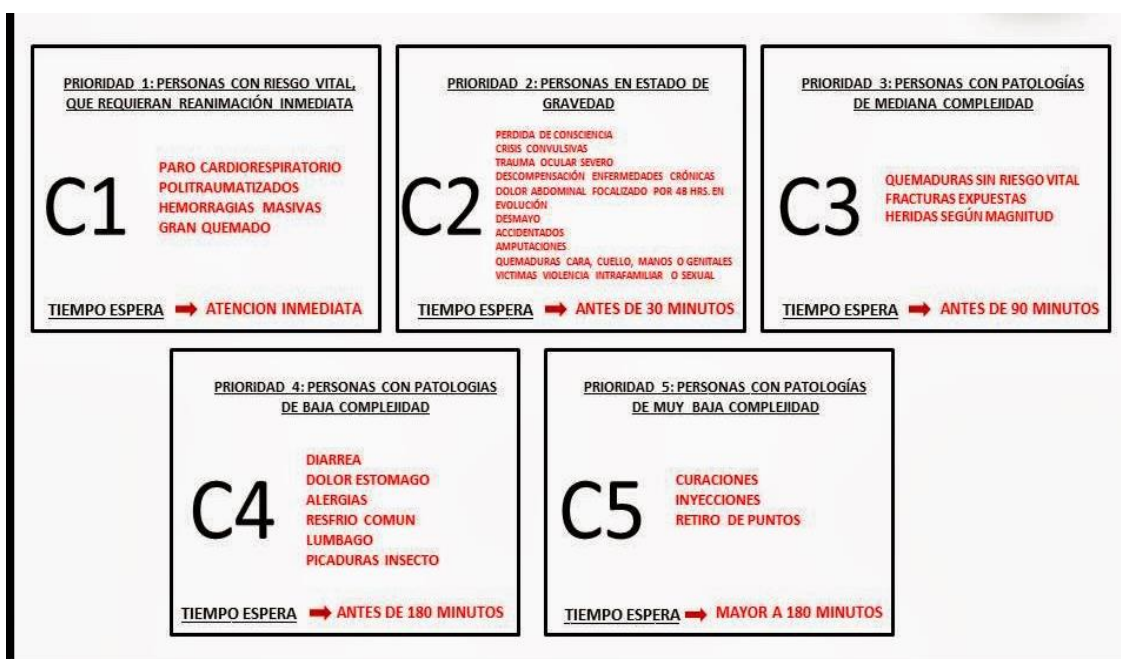 PRIORIDAD 1: PERSONAS CON RIESGO VITAL,
QUE REQUIERAN REANIMACIÓN INMEDIATA
C1
PARO CARDIORESPIRATORIO
POLITRAUMATIZADOS
HEMORRAGIAS MASIVAS
GRAN QUEMADO
TIEMPO ESPERA ATENCION INMEDIATA
PRIORIDAD 2: PERSONAS EN ESTADO DE
GRAVEDAD
C2
PERDIDA DE CONSCIENCIA
CRISIS CONVULSIVAS
TRAUMA OCULAR SEVERO
DESCOMPENSACIÓN ENFERMEDADES CRÓNICAS
DOLOR ABDOMINAL FOCALIZADO POR 48 HRS. EN
EVOLUCIÓN
DESMAYO
ACCIDENTADOS
AMPUTACIONES
QUEMADURAS CARA, CUELLO, MANOS O GENITALES
VICTIMAS VIOLENCIA INTRAFAMILIAR O SEXUAL
TIEMPO ESPERA ANTES DE 30 MINUTOS
PRIORIDAD 3: PERSONAS CON PATOLOGÍAS
DE MEDIANA COMPLEJIDAD
C3
QUEMADURAS SIN RIESGO VITAL
FRACTURAS EXPUESTAS
HERIDAS SEGÚN MAGNITUD
TIEMPO ESPERA ANTES DE 90 MINUTOS
PRIORIDAD 4: PERSONAS CON PATOLOGIAS
DE BAJA COMPLEJIDAD
C4
DIARREA
DOLOR ESTOMAGO
ALERGIAS
RESFRIO COMUN
LUMBAGO
PICADURAS INSECTO
TIEMPO ESPERA ANTES DE 180 MINUTOS
PRIORIDAD 5: PERSONAS CON PATOLOGÍAS
DE MUY BAJA COMPLEJIDAD
C5
CURACIONES
INYECCIONES
RETIRO DE PUNTOS
TIEMPO ESPERA MAYOR A 180 MINUTOS